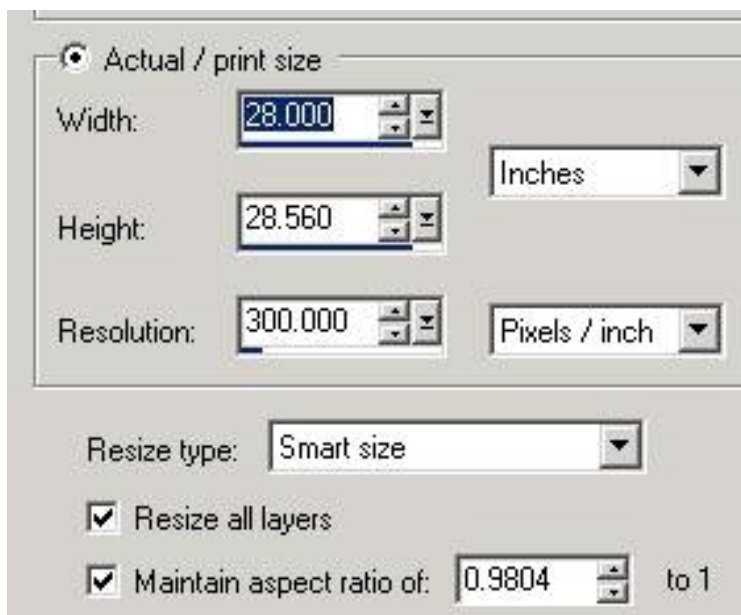 Actual / print size
Width: 28.000
Inches
Height: 28.560
Resolution: 300.000 Pixels / inch
Resize type: Smart size
Resize all layers
Maintain aspect ratio of: 0.9804 to 1